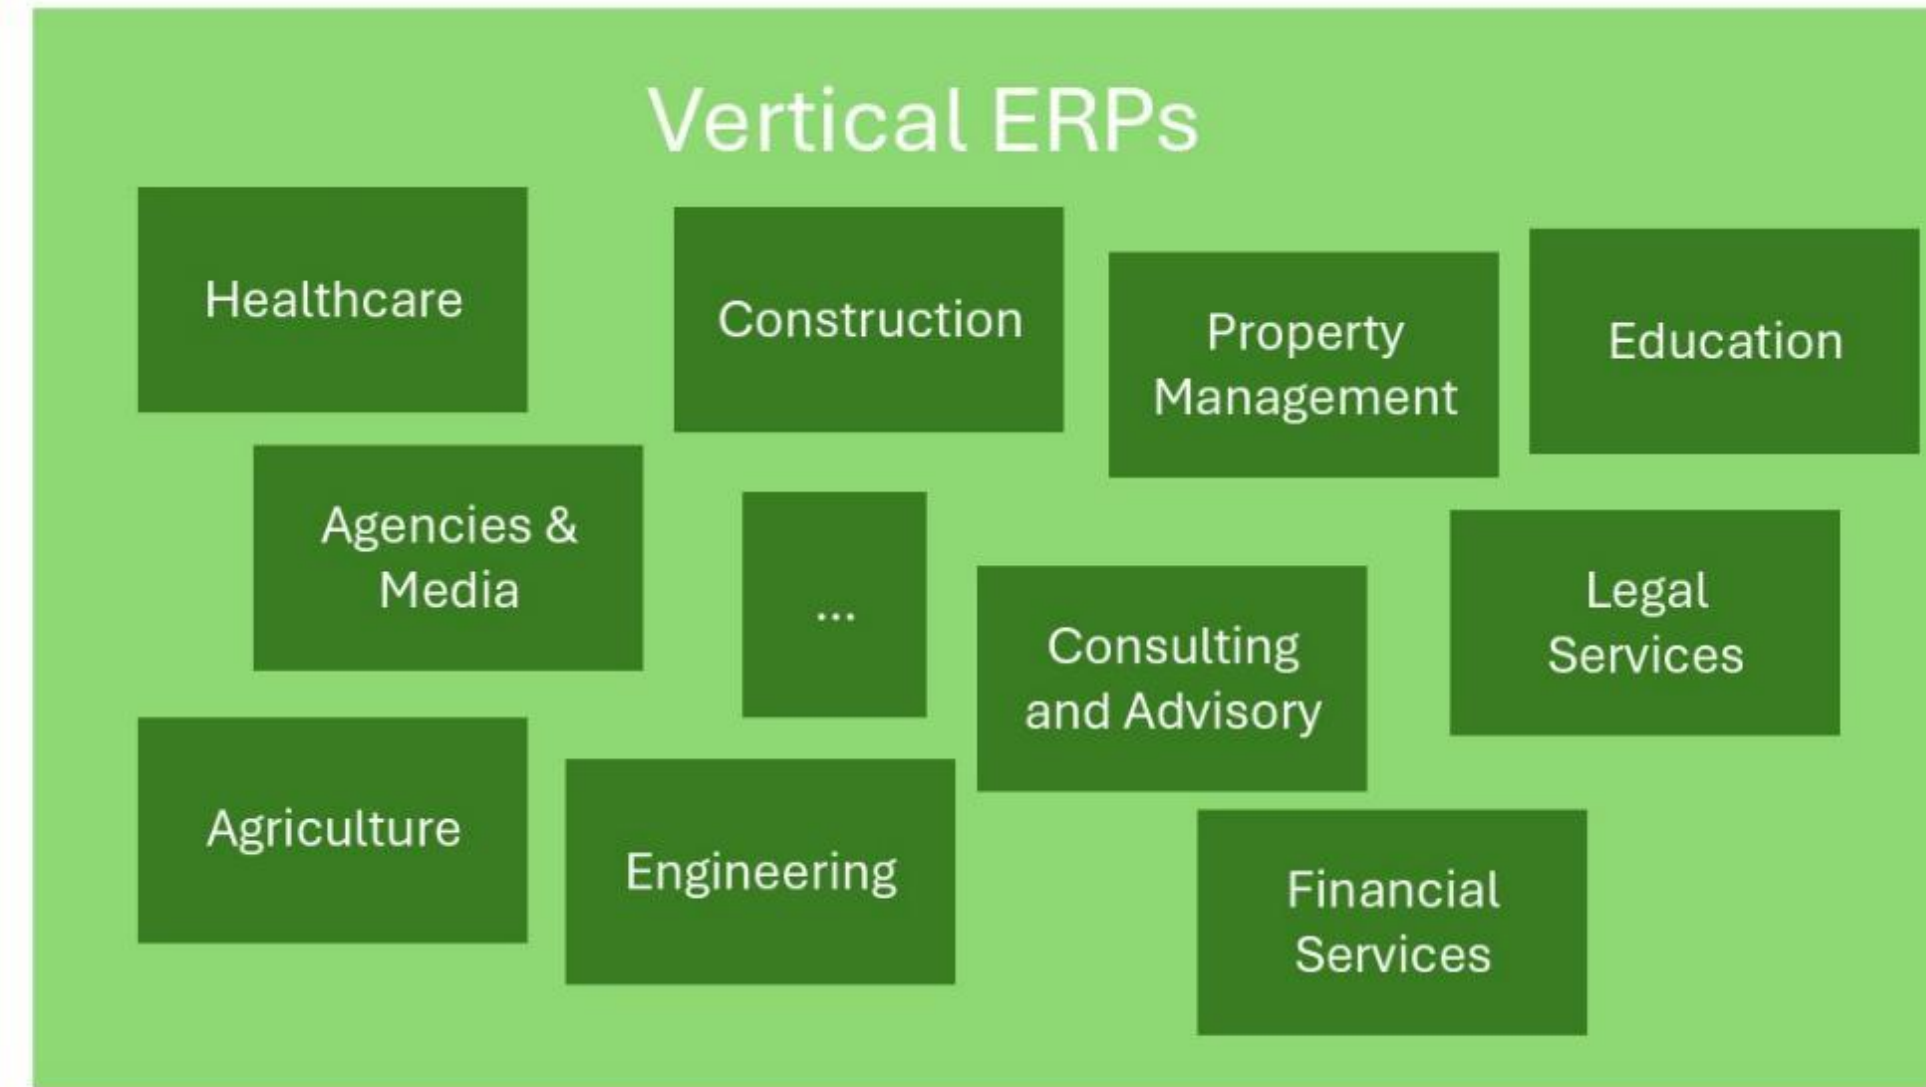 Vertical ERPs
Healthcare
Construction
Property
Management
Education
Agencies &
Media
...
Consulting
and Advisory
Legal
Services
Agriculture
Engineering
Financial
Services